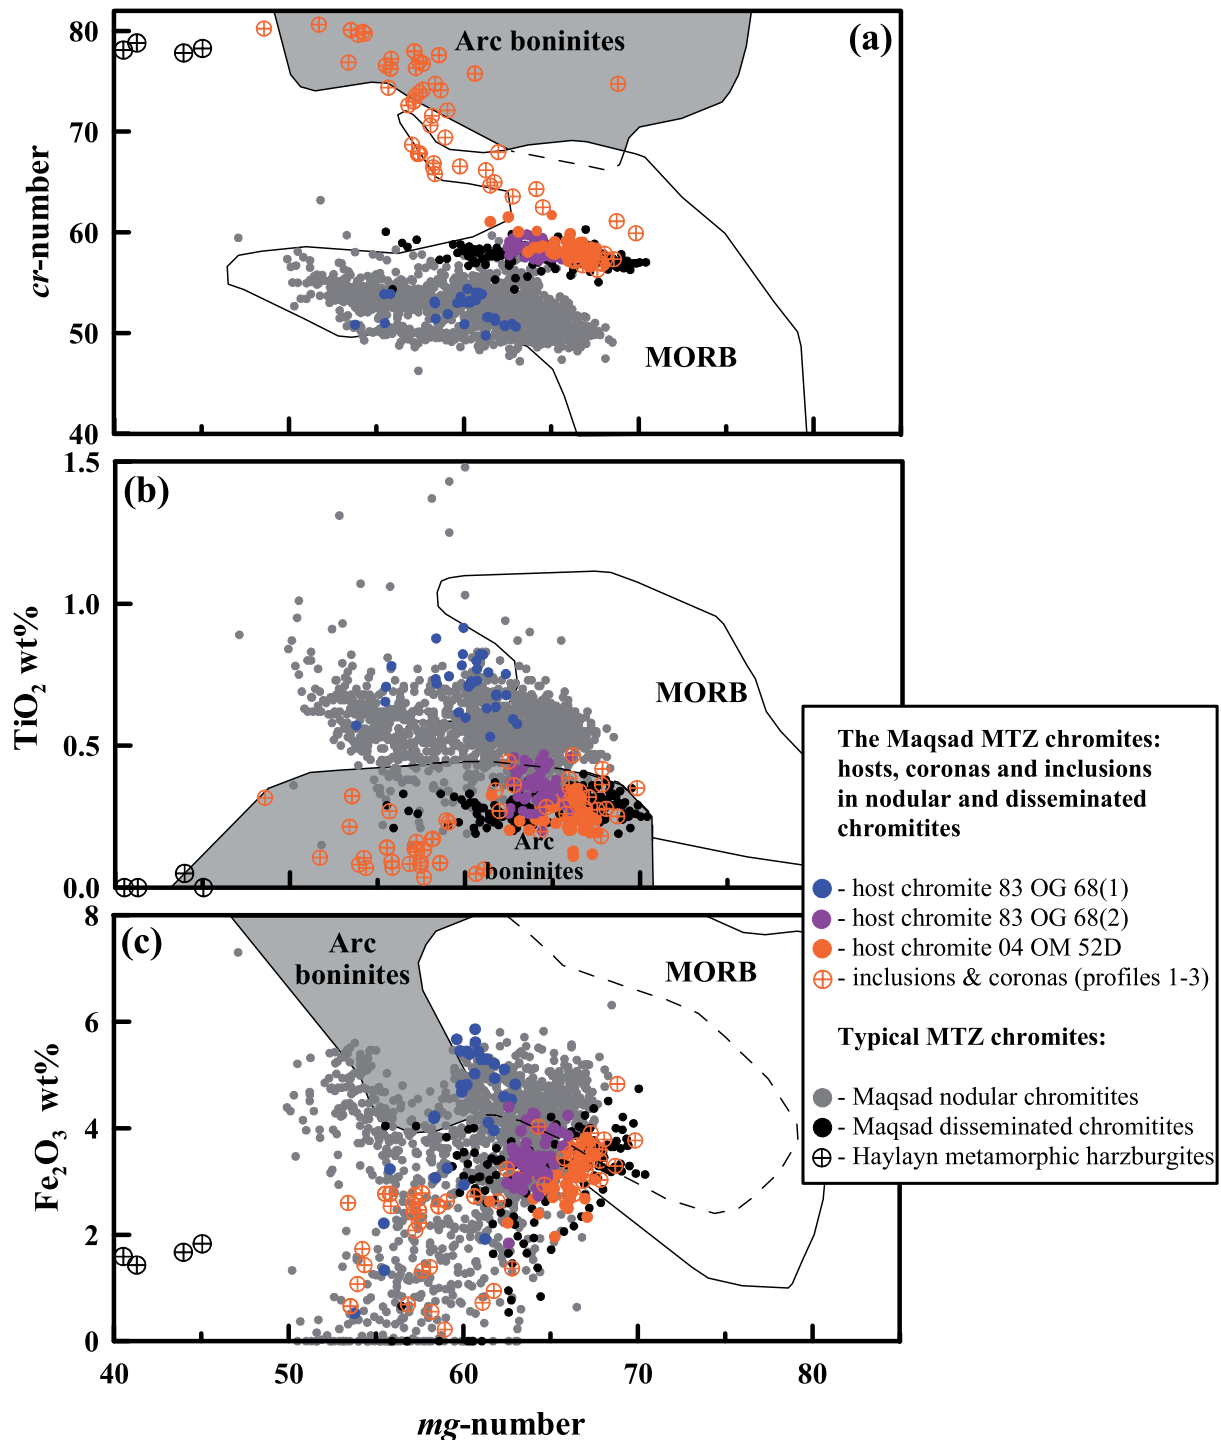 80
70
60
50
40
cr-number
Arc boninites
(a)
MORB
1.5
1.0
0.5
0.0
TiO2 wt%
(b)
MORB
Arc
boninites
8
6
4
2
0
Fe2O3 wt%
(c)
Arc
boninites
MORB
40 50 60 70 80
mg-number
The Maqsad MTZ chromites:
hosts, coronas and inclusions
in nodular and disseminated
chromitites
- host chromite 83 OG 68(1)
- host chromite 83 OG 68(2)
- host chromite 04 OM 52D
- inclusions & coronas (profiles 1-3)
Typical MTZ chromites:
- Maqsad nodular chromitites
- Maqsad disseminated chromitites
- Haylayn metamorphic harzburgites